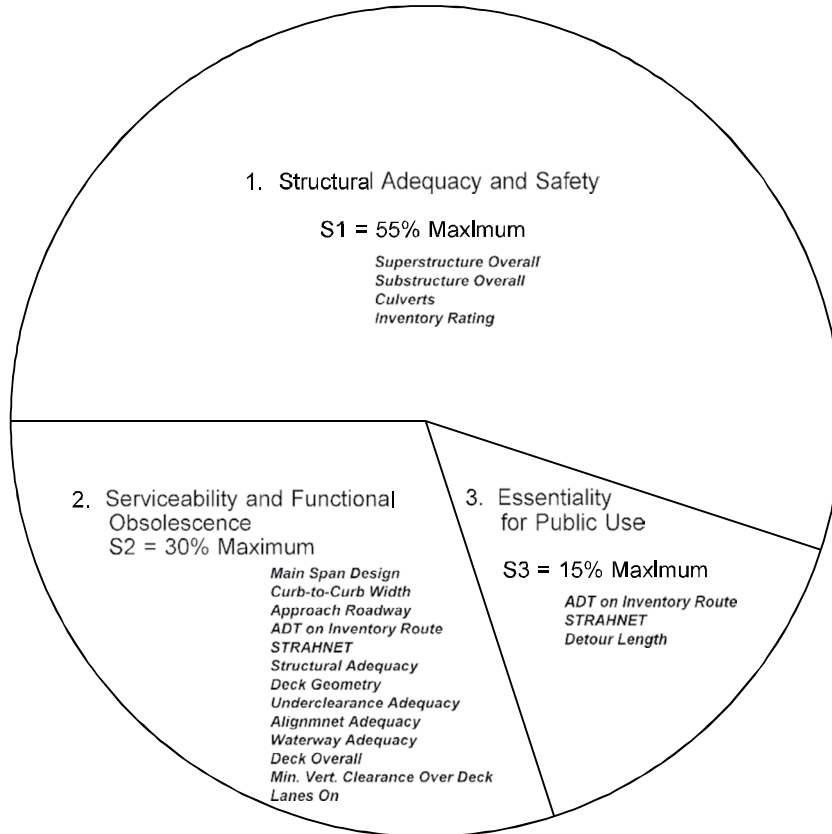 1. Structural Adequacy and Safety
S1 = 55% Maximum
Superstructure Overall
Substructure Overall
Culverts
Inventory Rating
2. Serviceability and Functional
Obsolescence
S2 = 30% Maximum
Main Span Design
Curb-to-Curb Width
Approach Roadway
ADT on Inventory Route
STRAHNET
Structural Adequacy
Deck Geometry
Underclearance Adequacy
Alignmnet Adequacy
Waterway Adequacy
Deck Overall
Min. Vert. Clearance Over Deck
Lanes On
3. Essentiality
for Public Use
S3 = 15% Maximum
ADT on Inventory Route
STRAHNET
Detour Length